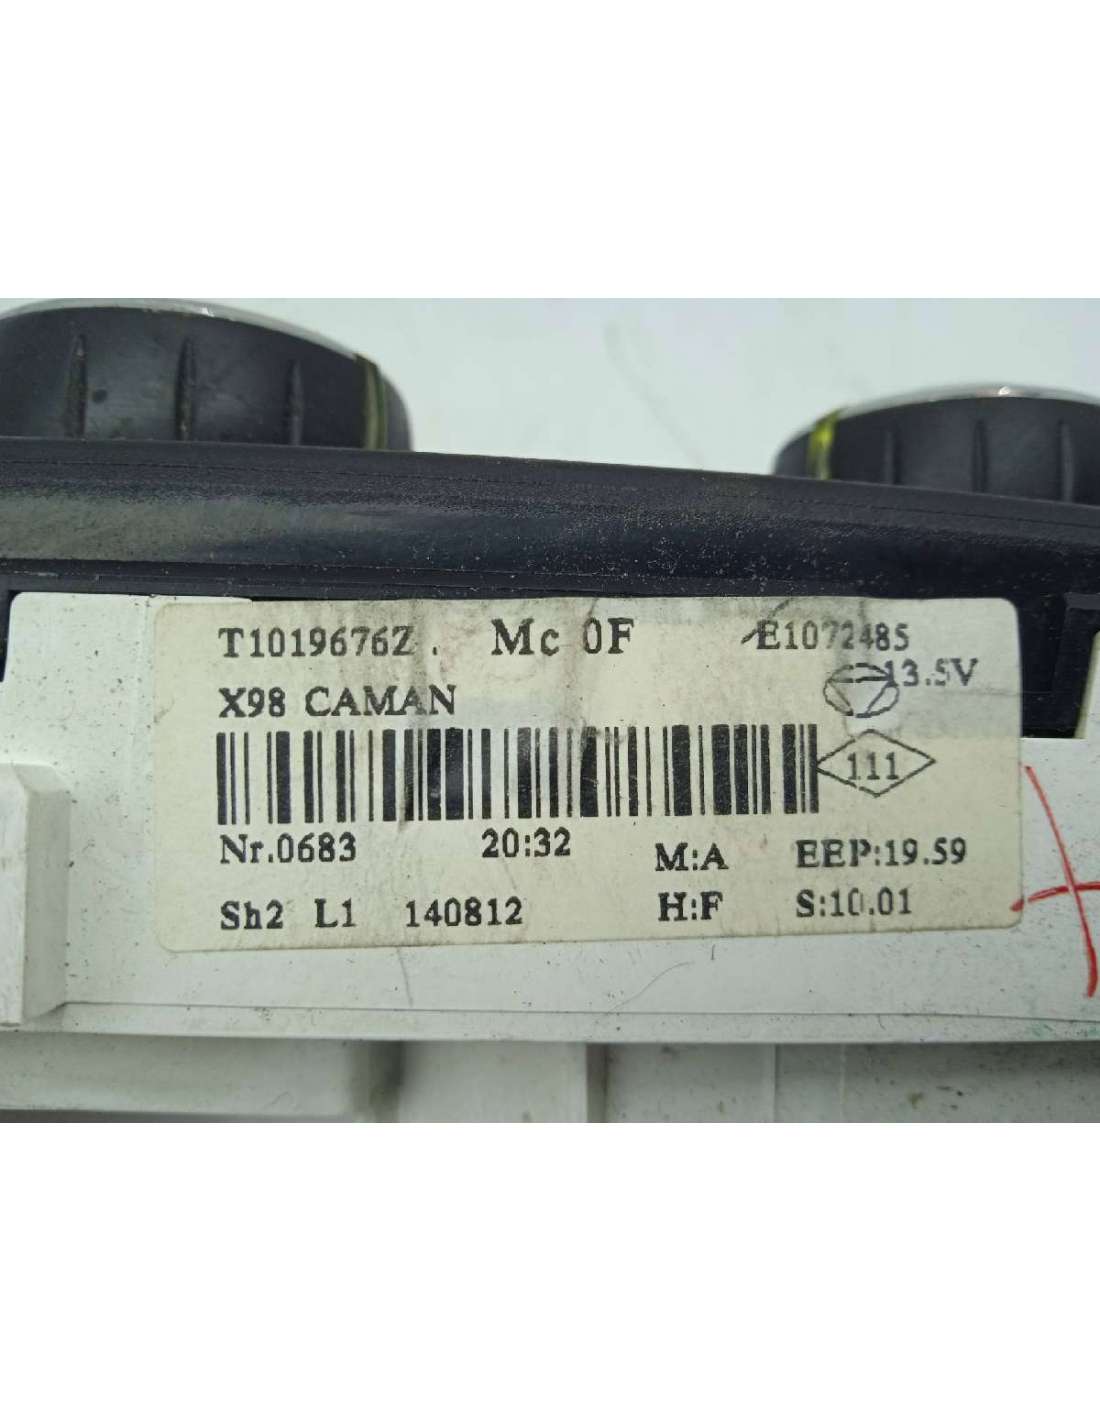 T1019676Z. Mc 0F E1072485
13.5V
X98 CAMAN
111
Nr.0683 20:32 M:A EEP:19.59
Sh2 L1 140812 H:F S:10.01